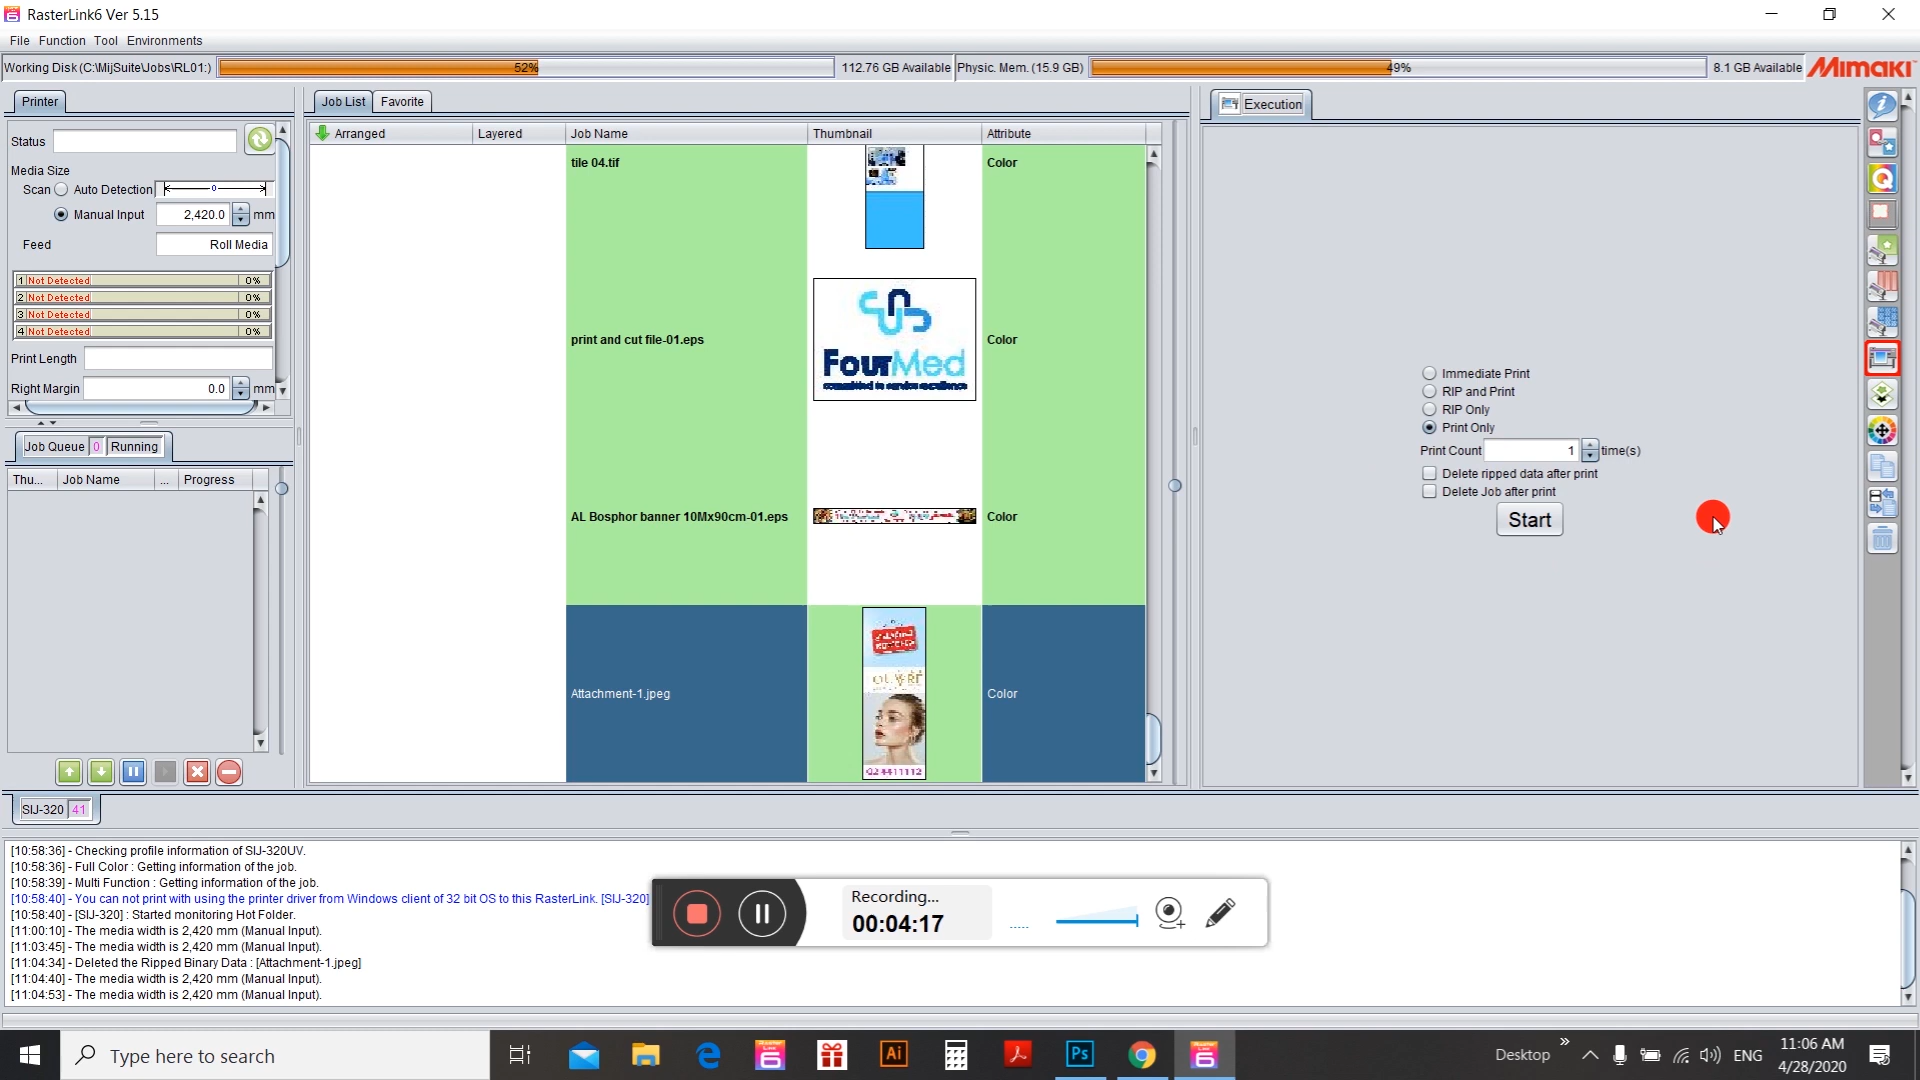 RasterLink6 Ver 5.15
File Function Tool Environments
Working Disk (C:\MijSuite\Jobs\RL01:) 52% 112.76 GB Available Physic. Mem. (15.9 GB) 49% 8.1 GB Available Mimaki
Printer
Status
Media Size
Scan Auto Detection 0
Manual Input 2,420.0 mm
Feed Roll Media
1 Not Detected 0%
2 Not Detected 0%
3 Not Detected 0%
4 Not Detected 0%
Print Length
Right Margin 0.0 mm
Job Queue 0 Running
Thu... Job Name ... Progress
Job List Favorite
Arranged Layered Job Name Thumbnail Attribute
tile 04.tif Color
print and cut file-01.eps Color
FourMed
committed to service excellence
AL Bosphor banner 10Mx90cm-01.eps Color
Attachment-1.jpeg Color
Execution
Immediate Print
RIP and Print
RIP Only
Print Only
Print Count 1 time(s)
Delete ripped data after print
Delete Job after print
Start
SIJ-320 41
[10:58:36] - Checking profile information of SIJ-320UV.
[10:58:36] - Full Color : Getting information of the job.
[10:58:39] - Multi Function : Getting information of the job.
[10:58:40] - You can not print with using the printer driver from Windows client of 32 bit OS to this RasterLink. [SIJ-320]
[10:58:40] - [SIJ-320] : Started monitoring Hot Folder.
[11:00:10] - The media width is 2,420 mm (Manual Input).
[11:03:45] - The media width is 2,420 mm (Manual Input).
[11:04:34] - Deleted the Ripped Binary Data : [Attachment-1.jpeg]
[11:04:40] - The media width is 2,420 mm (Manual Input).
[11:04:53] - The media width is 2,420 mm (Manual Input).
Recording...
00:04:17
Type here to search
Ai
Ps
Desktop
ENG
11:06 AM
4/28/2020